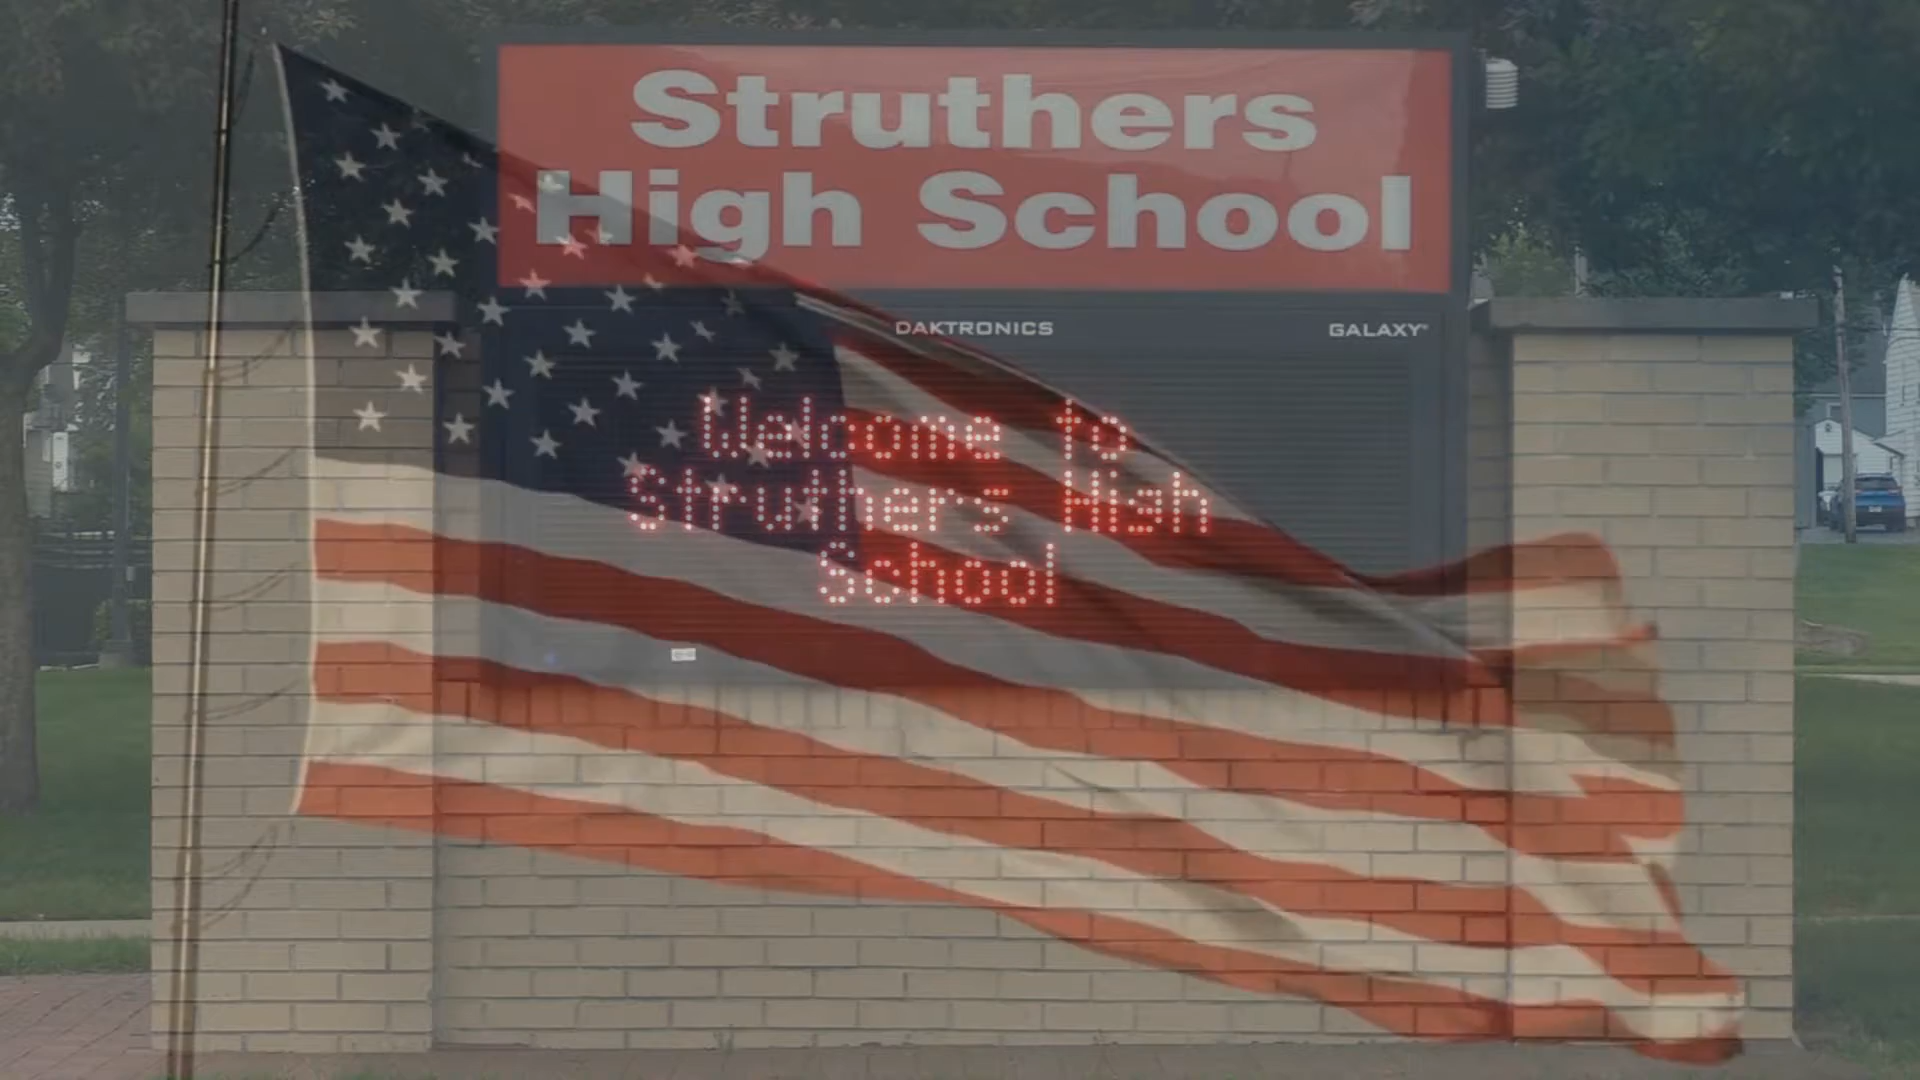 Struthers
High School
DAKTRONICS GALAXY®
Welcome to
Struthers High
School